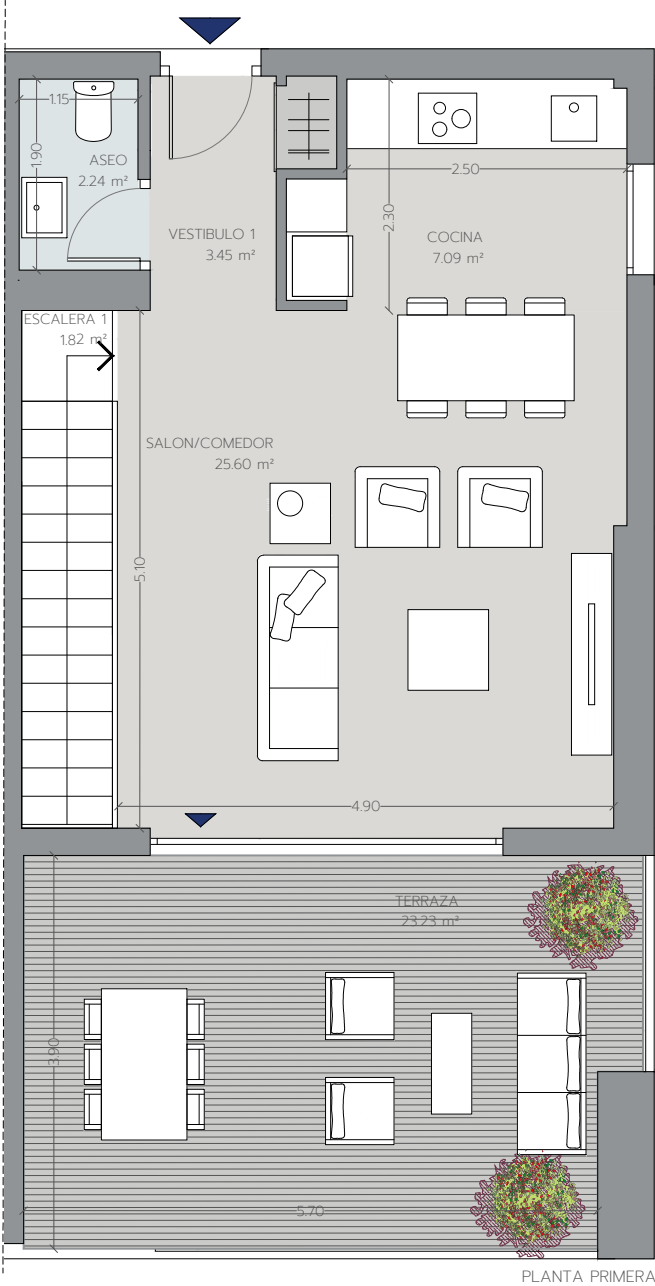 1.15
1.90
ASEO
2.24 m²
2.50
2.30
VESTIBULO 1
3.45 m²
COCINA
7.09 m²
ESCALERA 1
1.82 m²
SALON/COMEDOR
25.60 m²
5.10
4.90
TERRAZA
23.23 m²
3.90
5.70
PLANTA PRIMERA